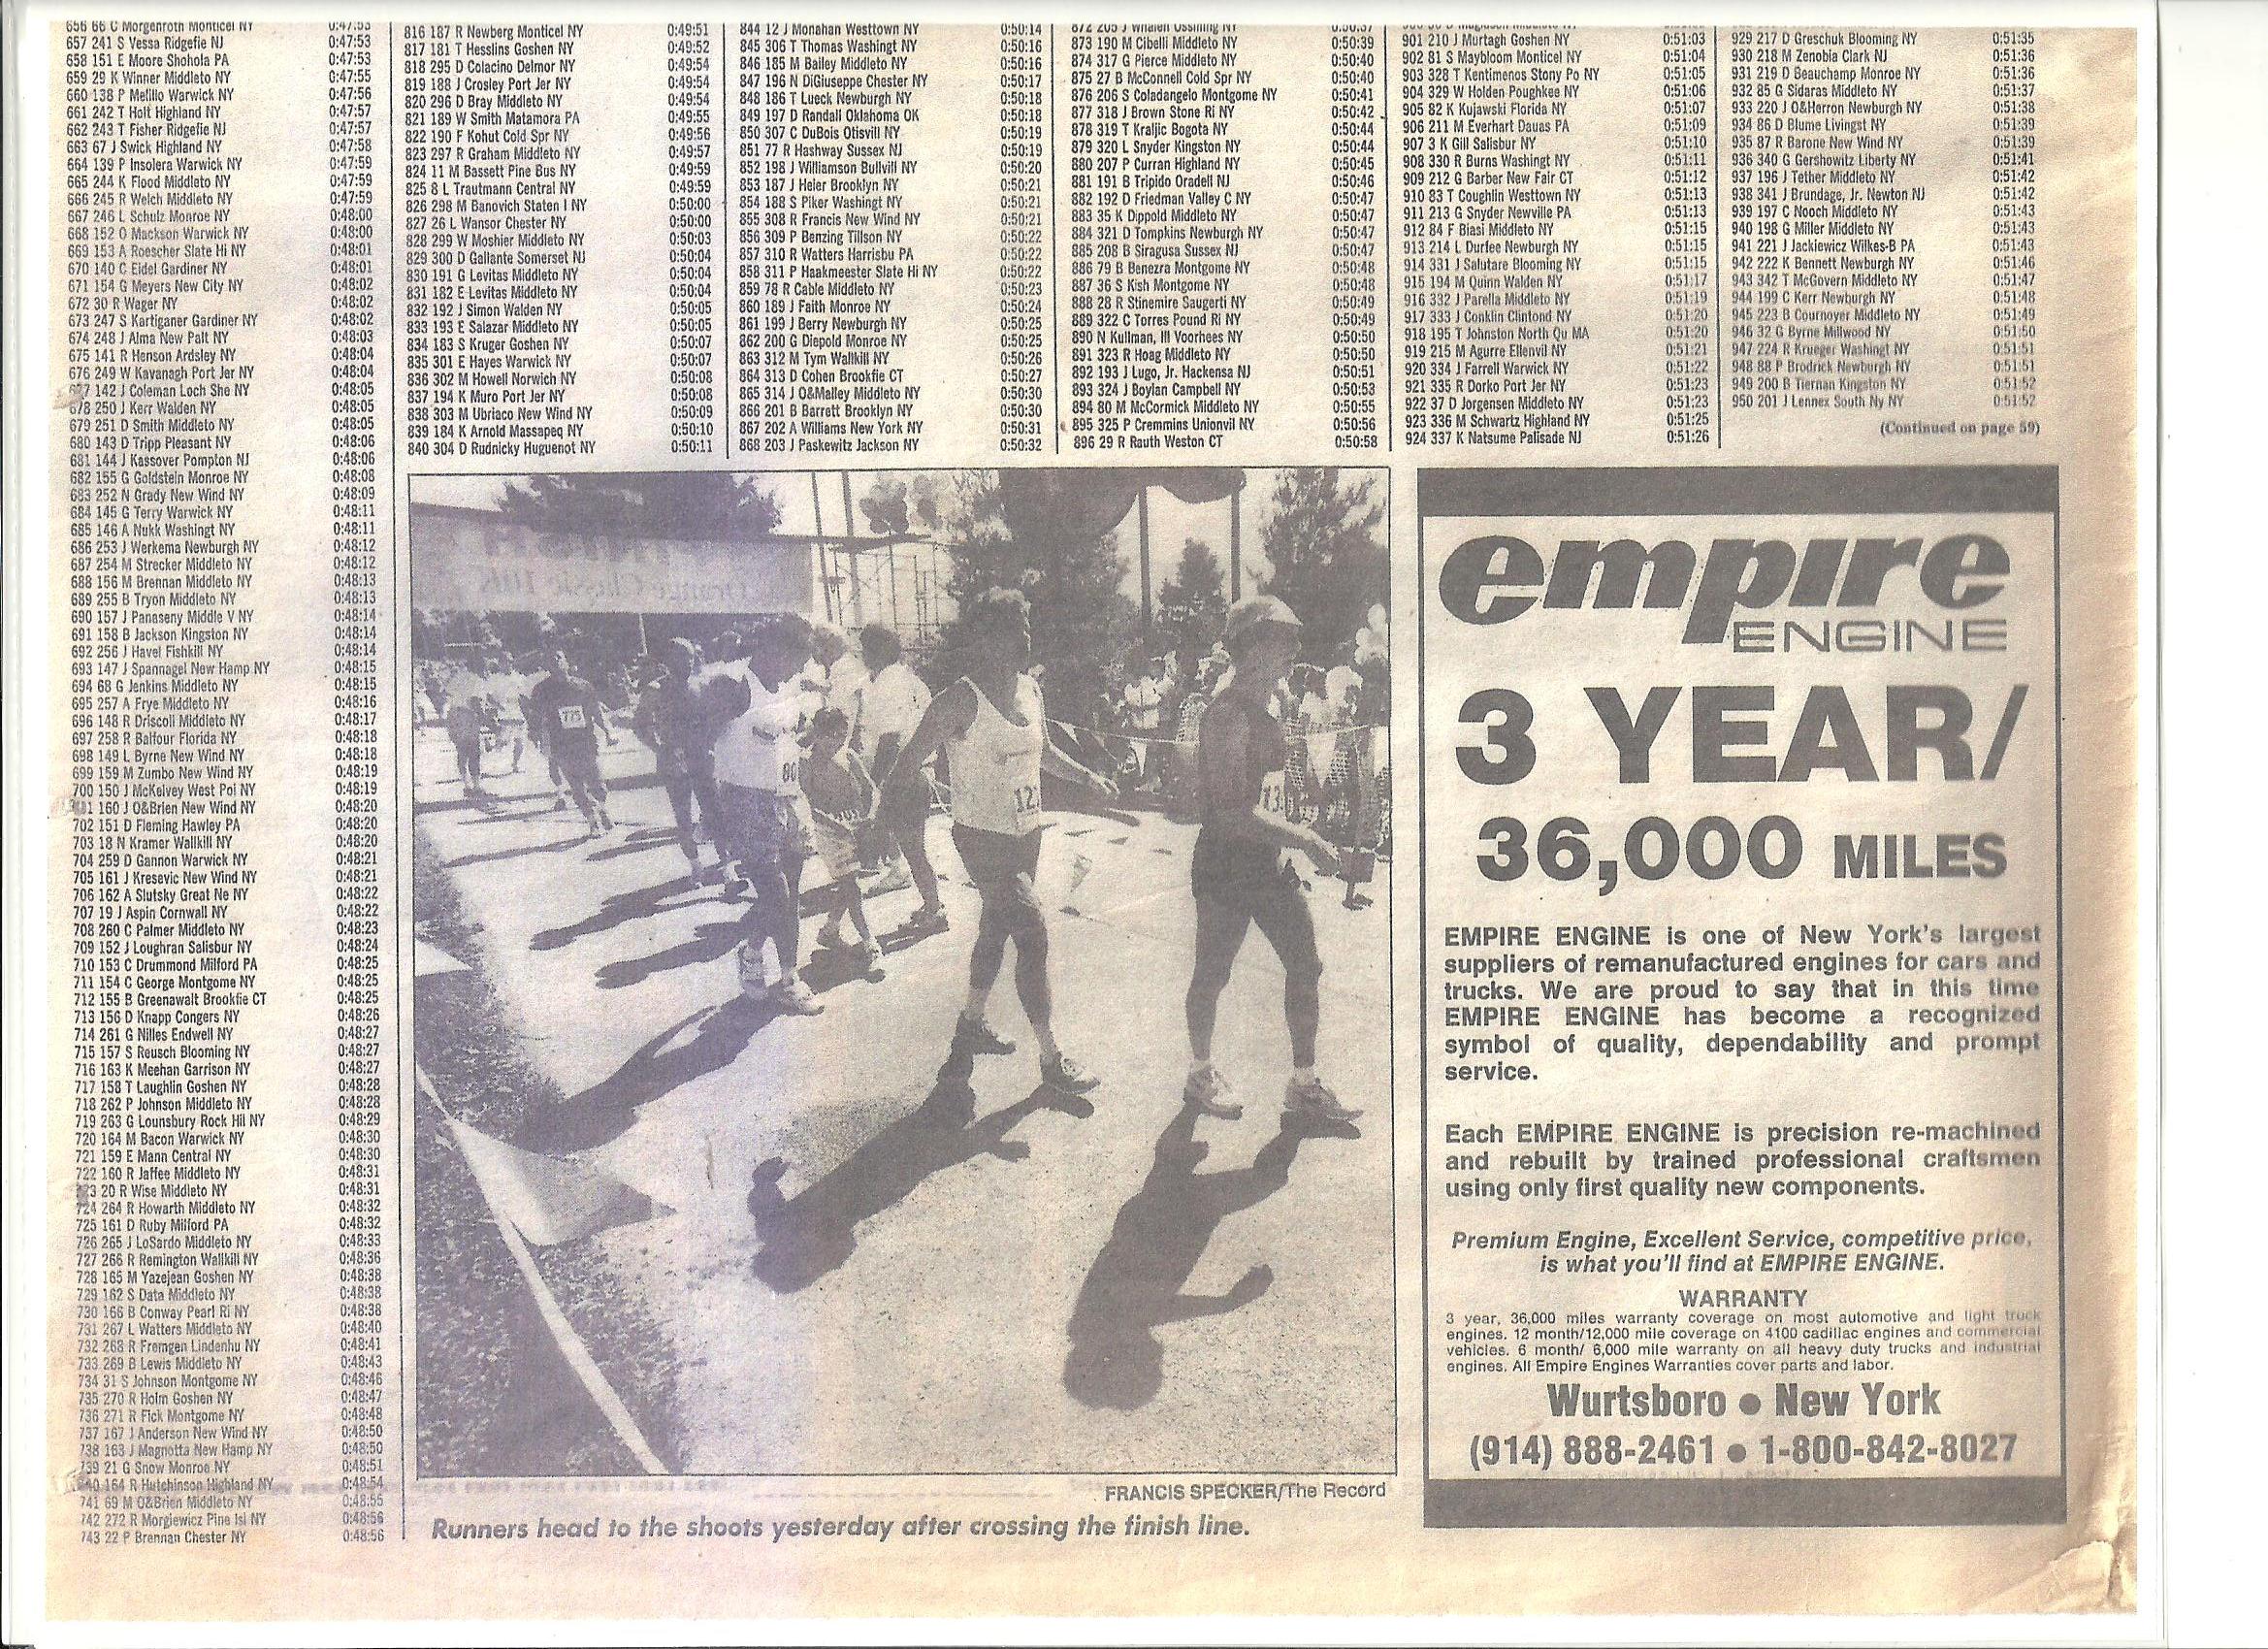 656 66 C Morgenroth Monticel NY 0:47:53
657 241 S Vessa Ridgefie NJ 0:47:53
658 151 E Moore Shohola PA 0:47:53
659 29 K Winner Middleto NY 0:47:55
660 138 P Melillo Warwick NY 0:47:56
661 242 T Holt Highland NY 0:47:57
662 243 T Fisher Ridgefie NJ 0:47:57
663 67 J Swick Highland NY 0:47:58
664 139 P Insolera Warwick NY 0:47:59
665 244 K Flood Middleto NY 0:47:59
666 245 R Welch Middleto NY 0:47:59
667 246 L Schulz Monroe NY 0:48:00
668 152 O Mackson Warwick NY 0:48:00
669 153 A Roescher Slate Hi NY 0:48:01
670 140 C Eidel Gardiner NY 0:48:01
671 154 G Meyers New City NY 0:48:02
672 30 R Wager NY 0:48:02
673 247 S Kartiganer Gardiner NY 0:48:02
674 248 J Alma New Palt NY 0:48:03
675 141 R Henson Ardsley NY 0:48:04
676 249 W Kavanagh Port Jer NY 0:48:04
677 142 J Coleman Loch She NY 0:48:05
678 250 J Kerr Walden NY 0:48:05
679 251 D Smith Middleto NY 0:48:05
680 143 D Tripp Pleasant NY 0:48:06
681 144 J Kassover Pompton NJ 0:48:06
682 155 G Goldstein Monroe NY 0:48:08
683 252 N Grady New Wind NY 0:48:09
684 145 G Terry Warwick NY 0:48:11
685 146 A Nukk Washingt NY 0:48:11
686 253 J Werkema Newburgh NY 0:48:12
687 254 M Strecker Middleto NY 0:48:12
688 156 M Brennan Middleto NY 0:48:13
689 255 B Tryon Middleto NY 0:48:13
690 157 J Panaseny Middle V NY 0:48:14
691 158 B Jackson Kingston NY 0:48:14
692 256 J Havel Fishkill NY 0:48:14
693 147 J Spannagel New Hamp NY 0:48:15
694 68 G Jenkins Middleto NY 0:48:15
695 257 A Frye Middleto NY 0:48:16
696 148 R Driscoll Middleto NY 0:48:17
697 258 R Balfour Florida NY 0:48:18
698 149 L Byrne New Wind NY 0:48:18
699 159 M Zumbo New Wind NY 0:48:19
700 150 J McKelvey West Poi NY 0:48:19
160 J O&Brien New Wind NY 0:48:20
702 151 D Fleming Hawley PA 0:48:20
703 18 N Kramer Wallkill NY 0:48:20
704 259 D Gannon Warwick NY 0:48:21
705 161 J Kresevic New Wind NY 0:48:21
706 162 A Slutsky Great Ne NY 0:48:22
707 19 J Aspin Cornwall NY 0:48:22
708 260 C Palmer Middleto NY 0:48:23
709 152 J Loughran Salisbur NY 0:48:24
710 153 C Drummond Milford PA 0:48:25
711 154 C George Montgome NY 0:48:25
712 155 B Greenawalt Brookfie CT 0:48:25
713 156 D Knapp Congers NY 0:48:26
714 261 G Nilles Endwell NY 0:48:27
715 157 S Reusch Blooming NY 0:48:27
716 163 K Meehan Garrison NY 0:48:27
717 158 T Laughlin Goshen NY 0:48:28
718 262 P Johnson Middleto NY 0:48:28
719 263 G Lounsbury Rock Hil NY 0:48:29
720 164 M Bacon Warwick NY 0:48:30
721 159 E Mann Central NY 0:48:30
722 160 R Jaffee Middleto NY 0:48:31
20 R Wise Middleto NY 0:48:31
724 264 R Howarth Middleto NY 0:48:32
725 161 D Ruby Milford PA 0:48:32
726 265 J LoSardo Middleto NY 0:48:33
727 266 R Remington Wallkill NY 0:48:36
728 165 M Yazejean Goshen NY 0:48:38
729 162 S Data Middleto NY 0:48:38
730 166 B Conway Pearl Ri NY 0:48:38
731 267 L Watters Middleto NY 0:48:40
732 268 R Fremgen Lindenhu NY 0:48:41
733 269 B Lewis Middleto NY 0:48:43
734 31 S Johnson Montgome NY 0:48:46
735 270 R Holm Goshen NY 0:48:47
736 271 R Fick Montgome NY 0:48:48
737 167 J Anderson New Wind NY 0:48:50
738 163 J Magnotta New Hamp NY 0:48:50
739 21 G Snow Monroe NY 0:48:51
164 R Hutchinson Highland NY 0:48:54
741 69 M O&Brien Middleto NY 0:48:55
742 272 R Morgiewicz Pine Isl NY 0:48:56
743 22 P Brennan Chester NY 0:48:56
816 187 R Newberg Monticel NY 0:49:51
817 181 T Hesslins Goshen NY 0:49:52
818 295 D Colacino Delmor NY 0:49:54
819 188 J Crosley Port Jer NY 0:49:54
820 296 D Bray Middleto NY 0:49:54
821 189 W Smith Matamora PA 0:49:55
822 190 F Kohut Cold Spr NY 0:49:56
823 297 R Graham Middleto NY 0:49:57
824 11 M Bassett Pine Bus NY 0:49:59
825 8 L Trautmann Central NY 0:49:59
826 298 M Banovich Staten I NY 0:50:00
827 26 L Wansor Chester NY 0:50:00
828 299 W Moshier Middleto NY 0:50:03
829 300 D Gallante Somerset NJ 0:50:04
830 191 G Levitas Middleto NY 0:50:04
831 182 E Levitas Middleto NY 0:50:04
832 192 J Simon Walden NY 0:50:05
833 193 E Salazar Middleto NY 0:50:05
834 183 S Kruger Goshen NY 0:50:07
835 301 E Hayes Warwick NY 0:50:07
836 302 M Howell Norwich NY 0:50:08
837 194 K Muro Port Jer NY 0:50:08
838 303 M Ubriaco New Wind NY 0:50:09
839 184 K Arnold Massapeq NY 0:50:10
840 304 D Rudnicky Huguenot NY 0:50:11
844 12 J Monahan Westtown NY 0:50:14
845 306 T Thomas Washingt NY 0:50:16
846 185 M Bailey Middleto NY 0:50:16
847 196 N DiGiuseppe Chester NY 0:50:17
848 186 T Lueck Newburgh NY 0:50:18
849 197 D Randall Oklahoma OK 0:50:18
850 307 C DuBois Otisvill NY 0:50:19
851 77 R Hashway Sussex NJ 0:50:19
852 198 J Williamson Bullvill NY 0:50:20
853 187 J Heier Brooklyn NY 0:50:21
854 188 S Piker Washingt NY 0:50:21
855 308 R Francis New Wind NY 0:50:21
856 309 P Benzing Tillson NY 0:50:22
857 310 R Watters Harrisbu PA 0:50:22
858 311 P Haakmeester Slate Hi NY 0:50:22
859 78 R Cable Middleto NY 0:50:23
860 189 J Faith Monroe NY 0:50:24
861 199 J Berry Newburgh NY 0:50:25
862 200 G Diepold Monroe NY 0:50:25
863 312 M Tym Wallkill NY 0:50:26
864 313 D Cohen Brookfie CT 0:50:27
865 314 J O&Malley Middleto NY 0:50:30
866 201 B Barrett Brooklyn NY 0:50:30
867 202 A Williams New York NY 0:50:31
868 203 J Paskewitz Jackson NY 0:50:32
872 205 J Whalen Ossining NY 0:50:37
873 190 M Cibelli Middleto NY 0:50:39
874 317 G Pierce Middleto NY 0:50:40
875 27 B McConnell Cold Spr NY 0:50:40
876 206 S Coladangelo Montgome NY 0:50:41
877 318 J Brown Stone Ri NY 0:50:42
878 319 T Kraljic Bogota NY 0:50:44
879 320 L Snyder Kingston NY 0:50:44
880 207 P Curran Highland NY 0:50:45
881 191 B Tripido Oradell NJ 0:50:46
882 192 D Friedman Valley C NY 0:50:47
883 35 K Dippold Middleto NY 0:50:47
884 321 D Tompkins Newburgh NY 0:50:47
885 208 B Siragusa Sussex NJ 0:50:47
886 79 B Benezra Montgome NY 0:50:48
887 36 S Kish Montgome NY 0:50:48
888 28 R Stinemire Saugerti NY 0:50:49
889 322 C Torres Pound Ri NY 0:50:49
890 N Kullman, III Voorhees NY 0:50:50
891 323 R Hoag Middleto NY 0:50:50
892 193 J Lugo, Jr. Hackensa NJ 0:50:51
893 324 J Boylan Campbell NY 0:50:53
894 80 M McCormick Middleto NY 0:50:55
895 325 P Cremmins Unionvil NY 0:50:56
896 29 R Rauth Weston CT 0:50:58
901 210 J Murtagh Goshen NY 0:51:03
902 81 S Maybloom Monticel NY 0:51:04
903 328 T Kentimenos Stony Po NY 0:51:05
904 329 W Holden Poughkee NY 0:51:06
905 82 K Kujawski Florida NY 0:51:07
906 211 M Everhart Dauas PA 0:51:09
907 3 K Gill Salisbur NY 0:51:10
908 330 R Burns Washingt NY 0:51:11
909 212 G Barber New Fair CT 0:51:12
910 83 T Coughlin Westtown NY 0:51:13
911 213 G Snyder Newville PA 0:51:13
912 84 F Biasi Middleto NY 0:51:15
913 214 L Durfee Newburgh NY 0:51:15
914 331 J Salutare Blooming NY 0:51:15
915 194 M Quinn Walden NY 0:51:17
916 332 J Parella Middleto NY 0:51:19
917 333 J Conklin Clintond NY 0:51:20
918 195 T Johnston North Qu MA 0:51:20
919 215 M Agurre Ellenvil NY 0:51:21
920 334 J Farrell Warwick NY 0:51:22
921 335 R Dorko Port Jer NY 0:51:23
922 37 D Jorgensen Middleto NY 0:51:23
923 336 M Schwartz Highland NY 0:51:25
924 337 K Natsume Palisade NJ 0:51:26
929 217 D Greschuk Blooming NY 0:51:35
930 218 M Zenobia Clark NJ 0:51:36
931 219 D Beauchamp Monroe NY 0:51:36
932 85 G Sidaras Middleto NY 0:51:37
933 220 J O&Herron Newburgh NY 0:51:38
934 86 D Blume Livingst NY 0:51:39
935 87 R Barone New Wind NY 0:51:39
936 340 G Gershowitz Liberty NY 0:51:41
937 196 J Tether Middleto NY 0:51:42
938 341 J Brundage, Jr. Newton NJ 0:51:42
939 197 C Nooch Middleto NY 0:51:43
940 198 G Miller Middleto NY 0:51:43
941 221 J Jackiewicz Wilkes-B PA 0:51:43
942 222 K Bennett Newburgh NY 0:51:46
943 342 T McGovern Middleto NY 0:51:47
944 199 C Kerr Newburgh NY 0:51:48
945 223 B Cournoyer Middleto NY 0:51:49
946 32 G Byrne Millwood NY 0:51:50
947 224 R Krueger Washingt NY 0:51:51
948 88 P Brodrick Newburgh NY 0:51:51
949 200 B Tiernan Kingston NY 0:51:52
950 201 J Lennex South Ny NY 0:51:52
(Continued on page 59)
Orange Classic 10K
775
80
12
13
FRANCIS SPECKER/The Record
Runners head to the shoots yesterday after crossing the finish line.
empire
ENGINE
3 YEAR/
36,000 MILES
EMPIRE ENGINE is one of New York's largest
suppliers of remanufactured engines for cars and
trucks. We are proud to say that in this time
EMPIRE ENGINE has become a recognized
symbol of quality, dependability and prompt
service.
Each EMPIRE ENGINE is precision re-machined
and rebuilt by trained professional craftsmen
using only first quality new components.
Premium Engine, Excellent Service, competitive price,
is what you'll find at EMPIRE ENGINE.
WARRANTY
3 year, 36,000 miles warranty coverage on most automotive and light truck
engines. 12 month/12,000 mile coverage on 4100 cadillac engines and commercial
vehicles. 6 month/ 6,000 mile warranty on all heavy duty trucks and industrial
engines. All Empire Engines Warranties cover parts and labor.
Wurtsboro ● New York
(914) 888-2461 ● 1-800-842-8027